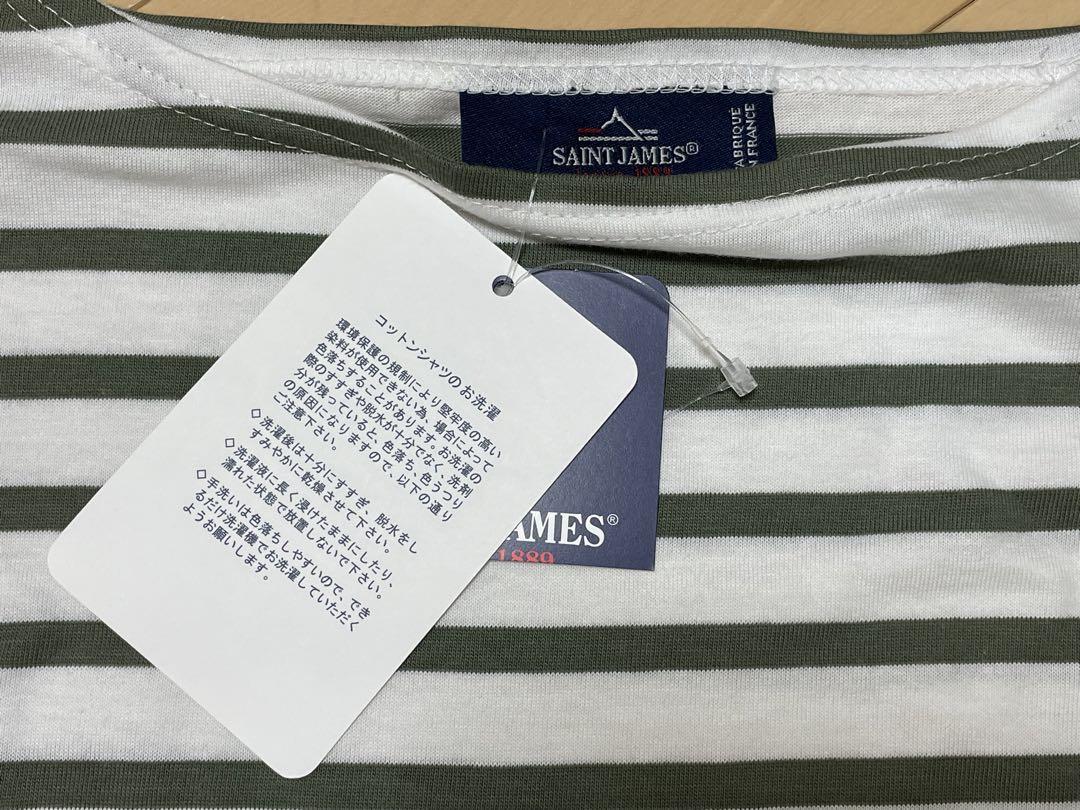 SAINT JAMES®
1889
ABRIQUÉ
N FRANCE
コットンシャツのお洗濯
環境保護の規制により堅牢度の高い
染料が使用できない為、場合によって
色落ちすることがあります。お洗濯の
際のすすぎや脱水が十分でなく、洗剤
分が残っていると、色落ち、色うつり
の原因になりますので、以下の通り
ご注意下さい。
◇洗濯後は十分にすすぎ、脱水をし
すみやかに乾燥させて下さい。
◇洗濯液に長く浸けたままにしたり、
濡れた状態で放置しないで下さい。
◇手洗いは色落ちしやすいので、でき
るだけ洗濯機でお洗濯していただく
ようお願いします。
AMES®
1889